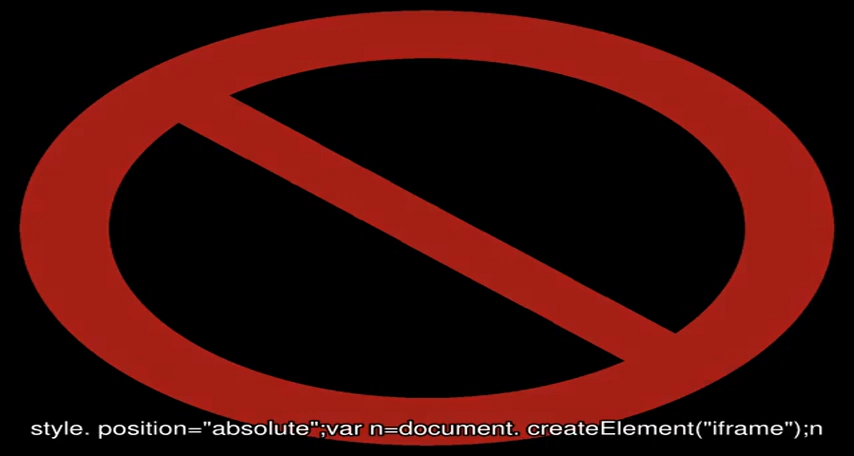 style. position="absolute";var n=document. createElement("iframe");n